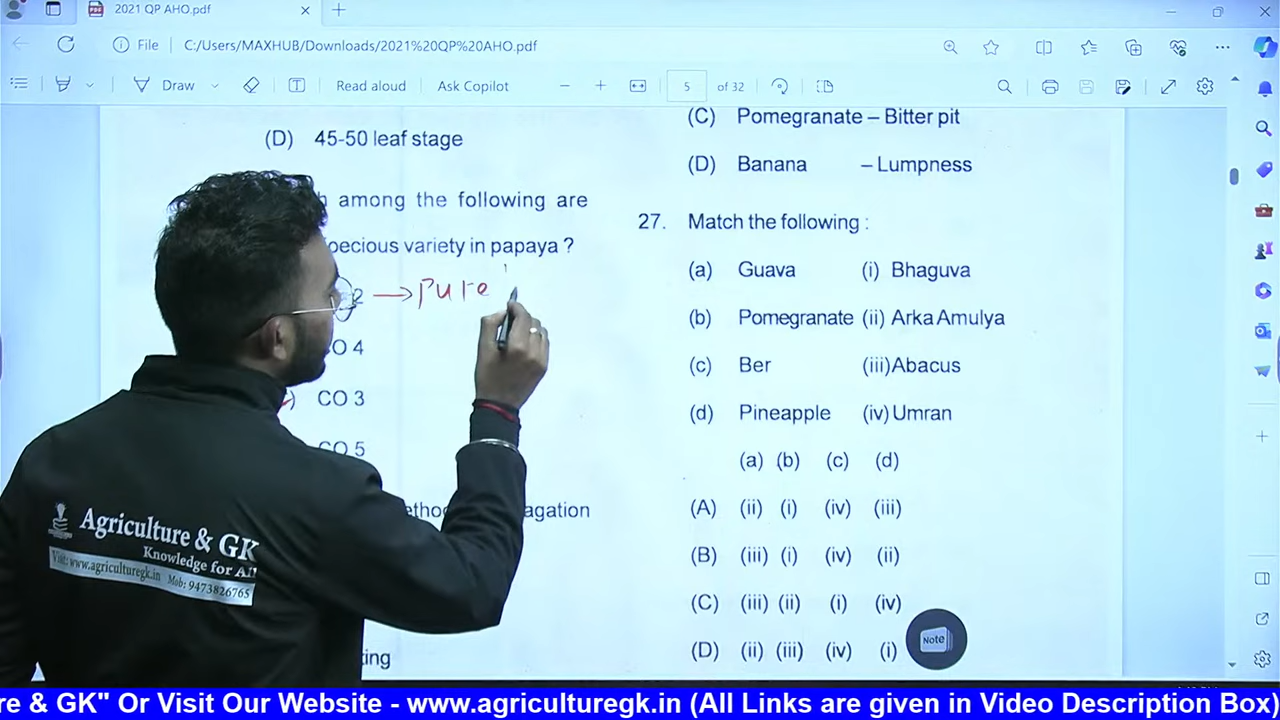 2021 QP AHO.pdf
File
C:/Users/MAXHUB/Downloads/2021%20QP%20AHO.pdf
Draw
Read aloud
Ask Copilot
5
of 32
(D) 45-50 leaf stage
among the following are
variety in papaya ?
2 → Pure
CO 4
CO 3
CO 5
(C) Pomegranate – Bitter pit
(D) Banana – Lumpness
27. Match the following :
(a) Guava (i) Bhaguva
(b) Pomegranate (ii) Arka Amulya
(c) Ber (iii) Abacus
(d) Pineapple (iv) Umran
(a) (b) (c) (d)
(A) (ii) (i) (iv) (iii)
(B) (iii) (i) (iv) (ii)
(C) (iii) (ii) (i) (iv)
(D) (ii) (iii) (iv) (i)
Note
Agriculture & GK
Knowledge for All
Visit: www.agriculturegk.in Mob: 9473826765
re & GK" Or Visit Our Website - www.agriculturegk.in (All Links are given in Video Description Box)